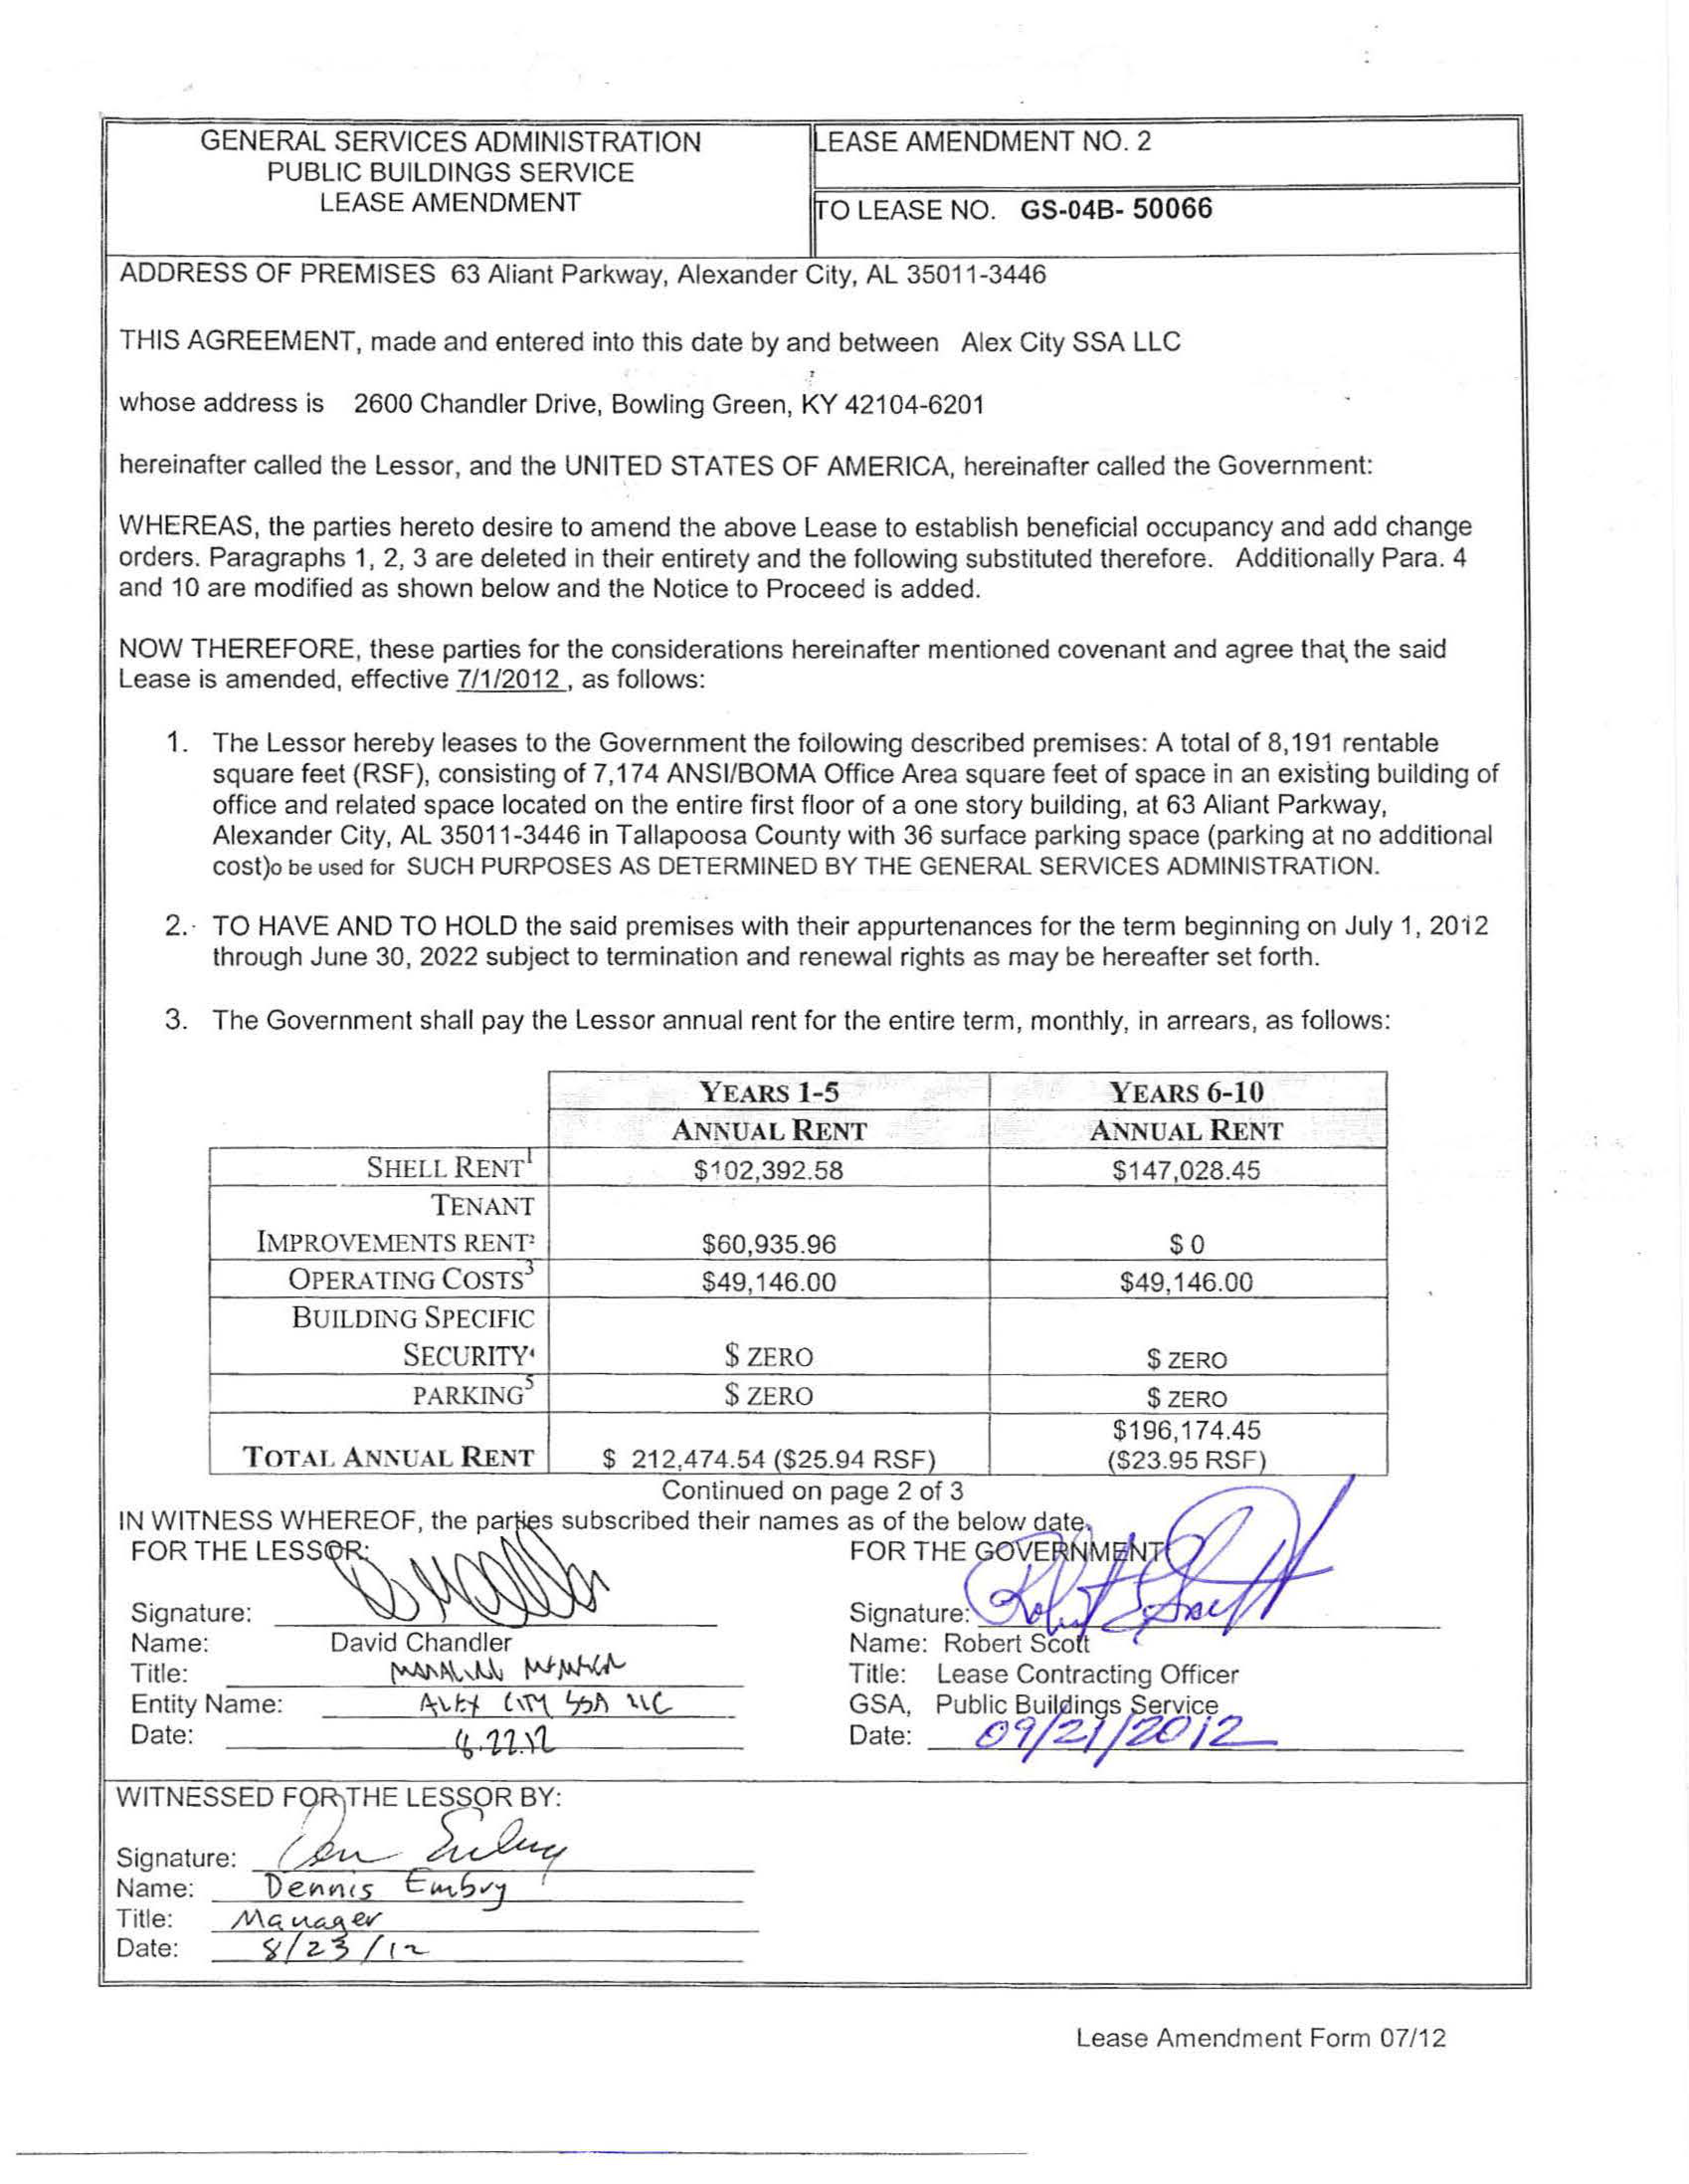 GENERAL SERVICES ADMINISTRATION
PUBLIC BUILDINGS SERVICE
LEASE AMENDMENT
LEASE AMENDMENT NO. 2
TO LEASE NO. GS-04B- 50066
ADDRESS OF PREMISES 63 Aliant Parkway, Alexander City, AL 35011-3446
THIS AGREEMENT, made and entered into this date by and between Alex City SSA LLC
whose address is 2600 Chandler Drive, Bowling Green, KY 42104-6201
hereinafter called the Lessor, and the UNITED STATES OF AMERICA, hereinafter called the Government:
WHEREAS, the parties hereto desire to amend the above Lease to establish beneficial occupancy and add change
orders. Paragraphs 1, 2, 3 are deleted in their entirety and the following substituted therefore. Additionally Para. 4
and 10 are modified as shown below and the Notice to Proceed is added.
NOW THEREFORE, these parties for the considerations hereinafter mentioned covenant and agree that the said
Lease is amended, effective 7/1/2012 , as follows:
1. The Lessor hereby leases to the Government the following described premises: A total of 8,191 rentable
square feet (RSF), consisting of 7,174 ANSI/BOMA Office Area square feet of space in an existing building of
office and related space located on the entire first floor of a one story building, at 63 Aliant Parkway,
Alexander City, AL 35011-3446 in Tallapoosa County with 36 surface parking space (parking at no additional
cost)o be used for SUCH PURPOSES AS DETERMINED BY THE GENERAL SERVICES ADMINISTRATION.
2. TO HAVE AND TO HOLD the said premises with their appurtenances for the term beginning on July 1, 2012
through June 30, 2022 subject to termination and renewal rights as may be hereafter set forth.
3. The Government shall pay the Lessor annual rent for the entire term, monthly, in arrears, as follows:
YEARS 1-5 YEARS 6-10
ANNUAL RENT ANNUAL RENT
SHELL RENT1 $102,392.58 $147,028.45
TENANT
IMPROVEMENTS RENT2 $60,935.96 $ 0
OPERATING COSTS3 $49,146.00 $49,146.00
BUILDING SPECIFIC
SECURITY4 $ ZERO $ ZERO
PARKING5 $ ZERO $ ZERO
$196,174.45
TOTAL ANNUAL RENT $ 212,474.54 ($25.94 RSF) ($23.95 RSF)
Continued on page 2 of 3
IN WITNESS WHEREOF, the parties subscribed their names as of the below date.
FOR THE LESSOR: FOR THE GOVERNMENT
Signature: Signature:
Name: David Chandler Name: Robert Scott
Title: Title: Lease Contracting Officer
Entity Name: ALEX CITY SSA LLC GSA, Public Buildings Service
Date: Date: 09/21/2012
WITNESSED FOR THE LESSOR BY:
Signature:
Name: Dennis Embry
Title: Manager
Date: 8/23/12
Lease Amendment Form 07/12